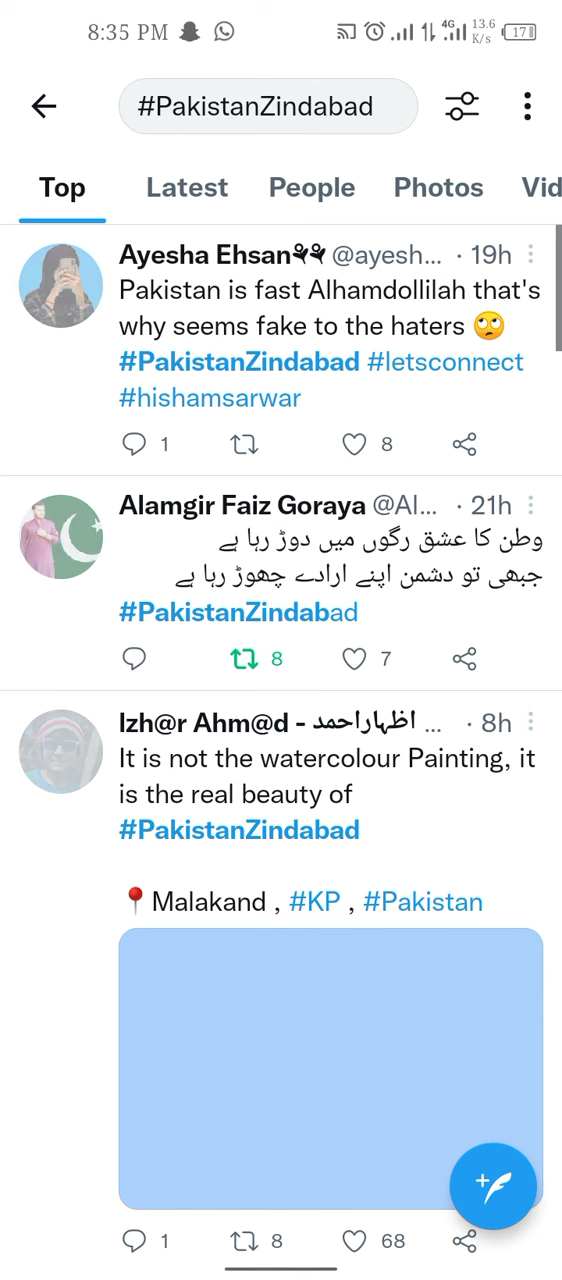 8:35 PM 4G 13.6 K/s 17
#PakistanZindabad
Top Latest People Photos Vid
Ayesha Ehsan @ayesh... · 19h
Pakistan is fast Alhamdollilah that's
why seems fake to the haters 🙄
#PakistanZindabad #letsconnect
#hishamsarwar
1 8
Alamgir Faiz Goraya @Al... · 21h
وطن کا عشق رگوں میں دوڑ رہا ہے
جبھی تو دشمن اپنے ارادے چھوڑ رہا ہے
#PakistanZindabad
8 7
Izh@r Ahm@d - اظہاراحمد ... · 8h
It is not the watercolour Painting, it
is the real beauty of
#PakistanZindabad
📍Malakand , #KP , #Pakistan
1 8 68